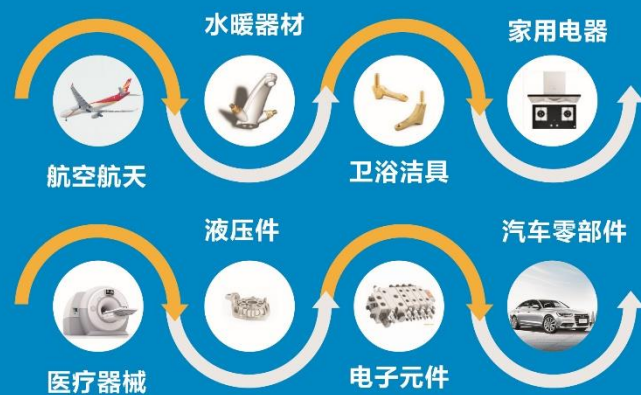 水暖器材
家用电器
航空航天
卫浴洁具
液压件
汽车零部件
医疗器械
电子元件